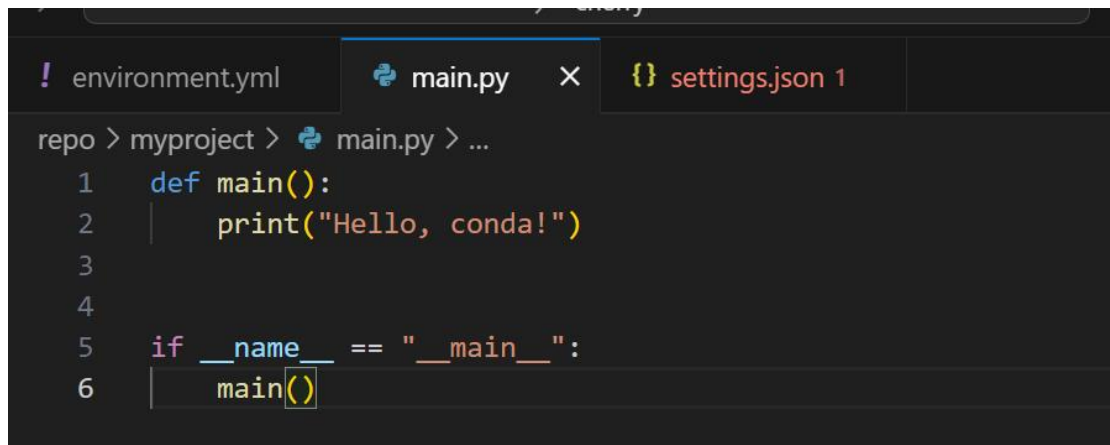 ! environment.yml main.py × {} settings.json 1
repo > myproject > main.py > ...
1 def main():
2     print("Hello, conda!")
3
4
5 if __name__ == "__main__":
6     main()